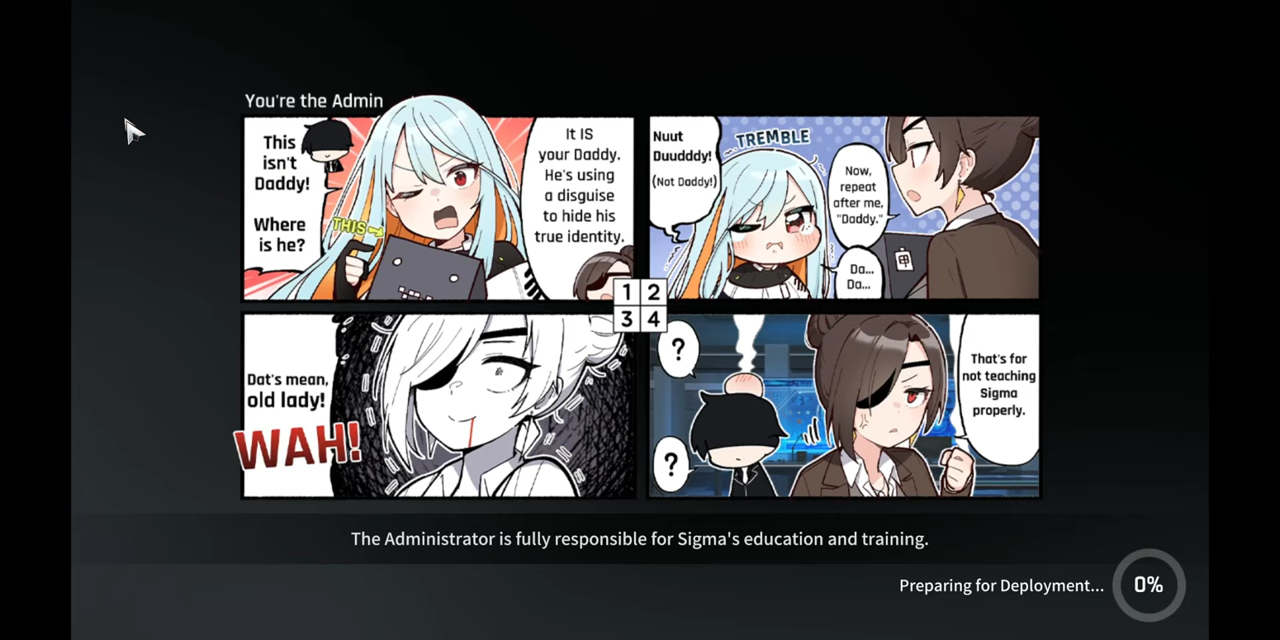 You're the Admin
This
isn't
Daddy!
Where
is he?
THIS
It IS
your Daddy.
He's using
a disguise
to hide his
true identity.
Nuut
Duudddy!
(Not Daddy!)
TREMBLE
Now,
repeat
after me,
"Daddy."
Da...
Da...
甲
1 2
3 4
Dat's mean,
old lady!
WAH!
?
?
That's for
not teaching
Sigma
properly.
The Administrator is fully responsible for Sigma's education and training.
Preparing for Deployment...
0%